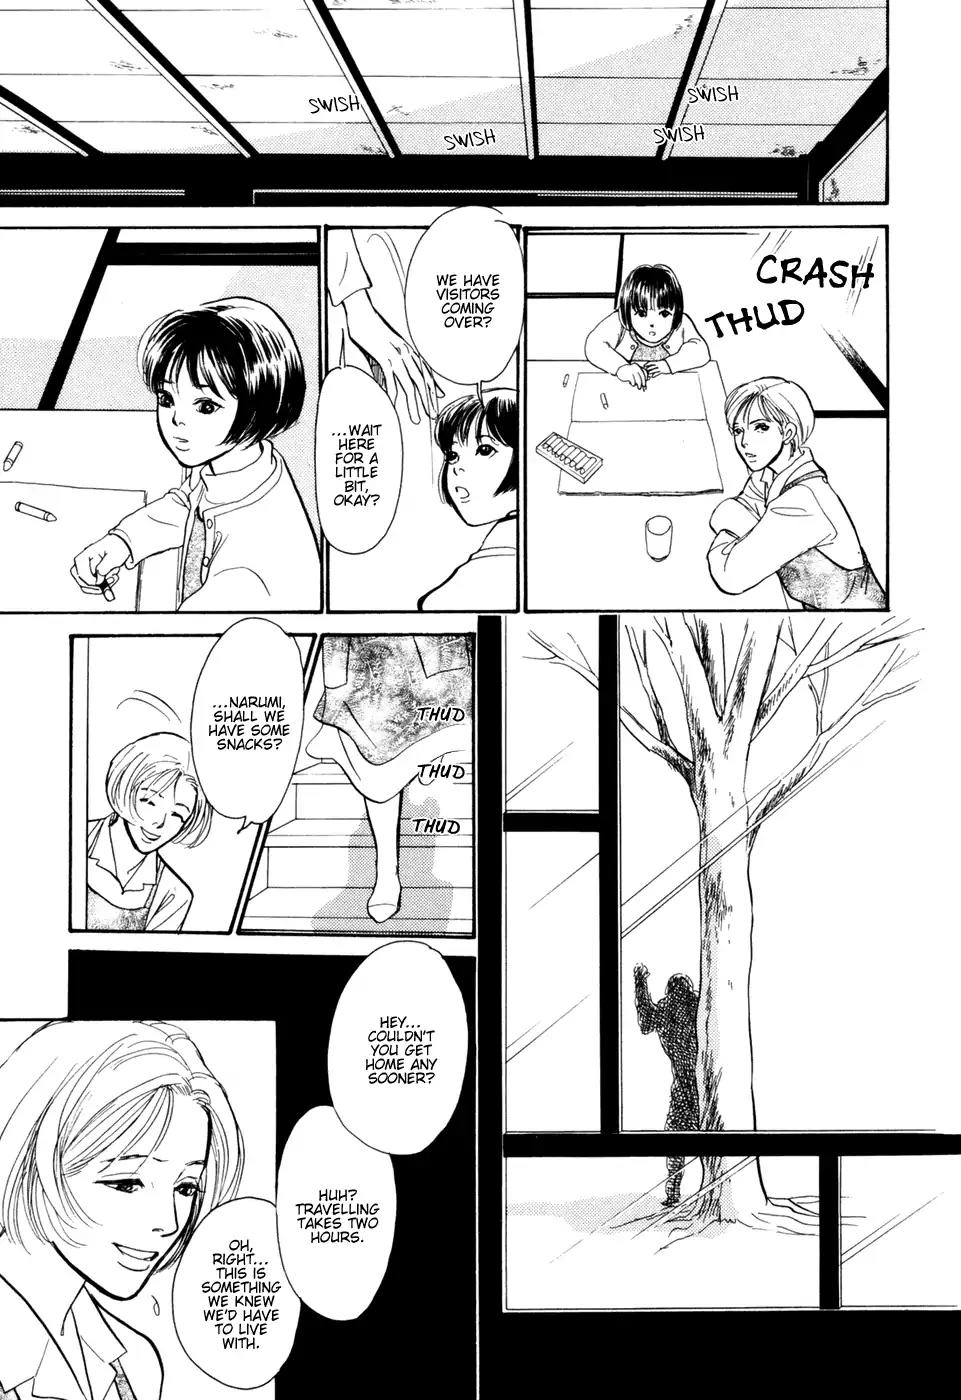 SWISH
SWISH
SWISH
SWISH
CRASH
THUD
WE HAVE
VISITORS
COMING
OVER?
...WAIT
HERE
FOR A
LITTLE
BIT,
OKAY?
THUD
THUD
THUD
...NARUMI,
SHALL WE
HAVE SOME
SNACKS?
HEY...
COULDN'T
YOU GET
HOME ANY
SOONER?
HUH?
TRAVELLING
TAKES TWO
HOURS.
OH,
RIGHT...
THIS IS
SOMETHING
WE KNEW
WE'D HAVE
TO LIVE
WITH.